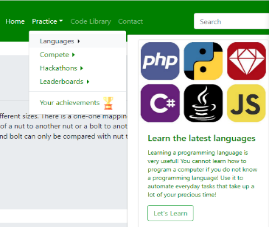 Home Practice Code Library Contact Search
Languages
Compete
Hackathons
Leaderboards
Your achievements
fferent sizes. There is a one-one mappin
of a nut to another nut or a bolt to anot
nd bolt can only be compared with nut t
php
C#
JS
Learn the latest languages
Learning a programming language is
very useful! You cannot learn how to
program a computer if you do not know
a programming language! Use it to
automate everyday tasks that take up a
lot of your precious time!
Let's Learn